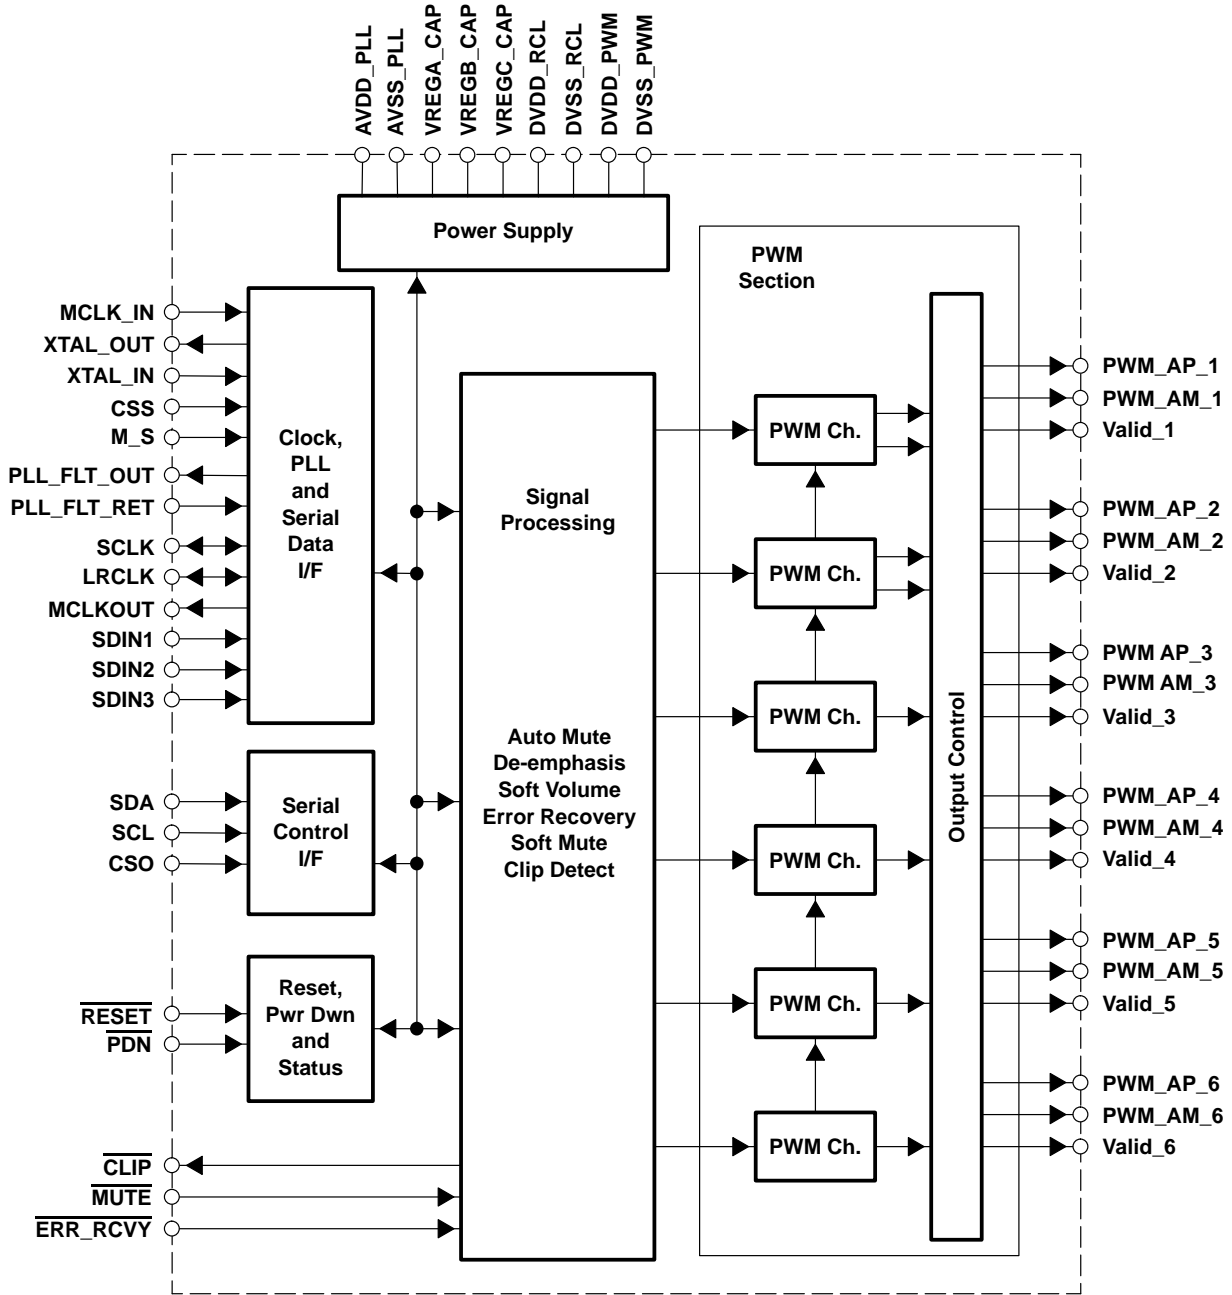 AVDD_PLL
AVSS_PLL
VREGA_CAP
VREGB_CAP
VREGC_CAP
DVDD_RCL
DVSS_RCL
DVDD_PWM
DVSS_PWM
Power Supply
PWM
Section
MCLK_IN
XTAL_OUT
XTAL_IN
CSS
M_S
PLL_FLT_OUT
PLL_FLT_RET
SCLK
LRCLK
MCLKOUT
SDIN1
SDIN2
SDIN3
Clock,
PLL
and
Serial
Data
I/F
SDA
SCL
CSO
Serial
Control
I/F
RESET
PDN
Reset,
Pwr Dwn
and
Status
CLIP
MUTE
ERR_RCVY
Signal
Processing
Auto Mute
De-emphasis
Soft Volume
Error Recovery
Soft Mute
Clip Detect
PWM Ch.
PWM Ch.
PWM Ch.
PWM Ch.
PWM Ch.
PWM Ch.
Output Control
PWM_AP_1
PWM_AM_1
Valid_1
PWM_AP_2
PWM_AM_2
Valid_2
PWM AP_3
PWM AM_3
Valid_3
PWM_AP_4
PWM_AM_4
Valid_4
PWM_AP_5
PWM_AM_5
Valid_5
PWM_AP_6
PWM_AM_6
Valid_6